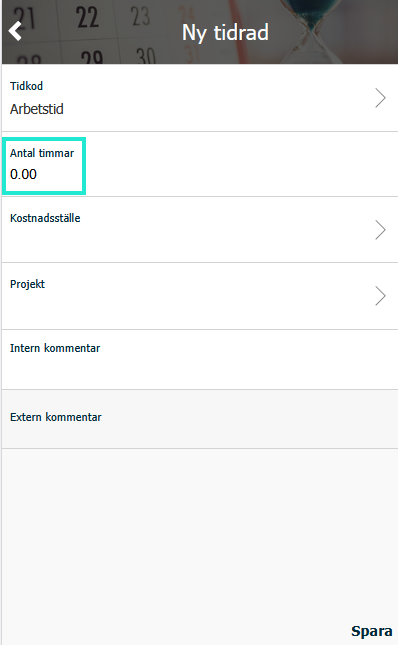 21 22 23
Ny tidrad
28 29 30
Tidkod
Arbetstid
Antal timmar
0.00
Kostnadsställe
Projekt
Intern kommentar
Extern kommentar
Spara